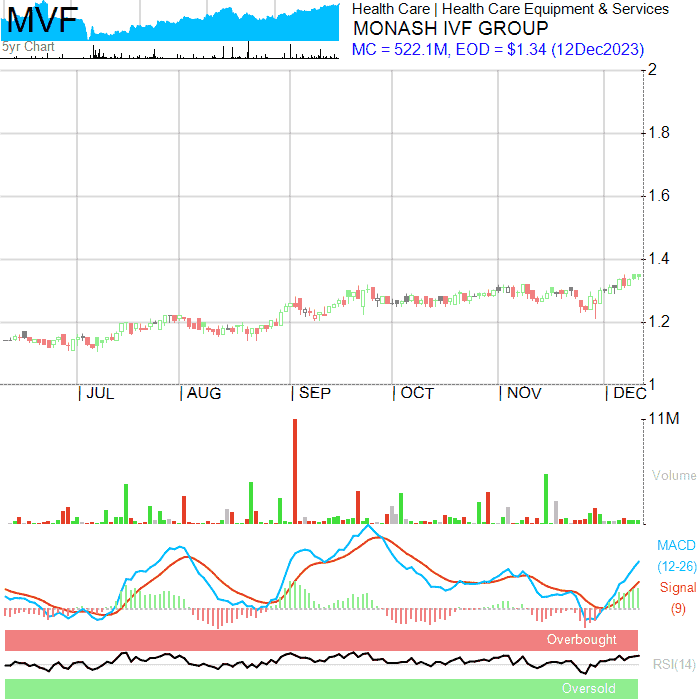 MVF
5yr Chart
Health Care | Health Care Equipment & Services
MONASH IVF GROUP
MC = 522.1M, EOD = $1.34 (12Dec2023)
2
1.8
1.6
1.4
1.2
1
| JUL | AUG | SEP | OCT | NOV | DEC
11M
Volume
MACD
(12-26)
Signal
(9)
Overbought
RSI(14)
Oversold